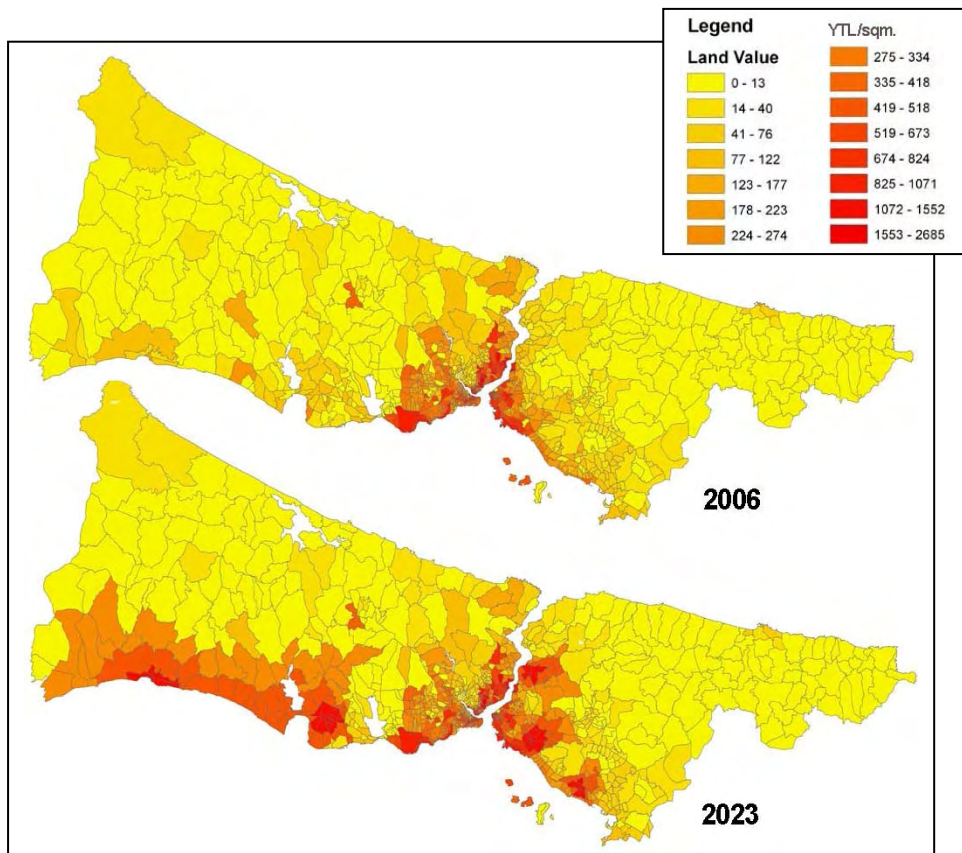 Legend
YTL/sqm.
Land Value
0 - 13
14 - 40
41 - 76
77 - 122
123 - 177
178 - 223
224 - 274
275 - 334
335 - 418
419 - 518
519 - 673
674 - 824
825 - 1071
1072 - 1552
1553 - 2685
2006
2023